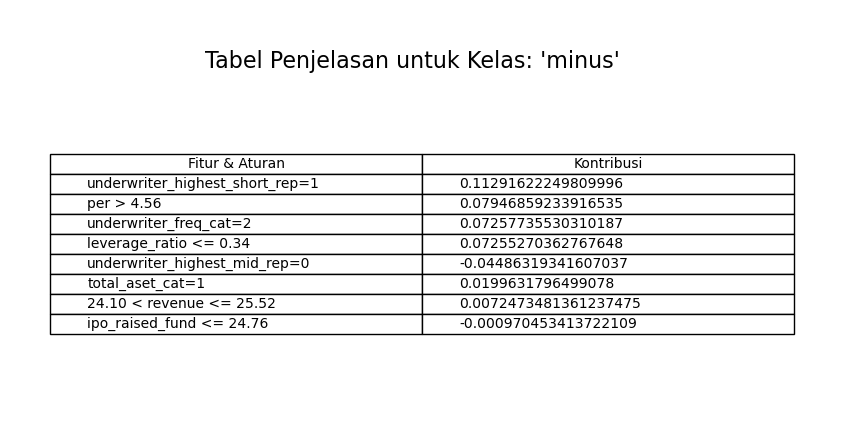 Tabel Penjelasan untuk Kelas: 'minus'
Fitur & Aturan Kontribusi
underwriter_highest_short_rep=1 0.11291622249809996
per > 4.56 0.07946859233916535
underwriter_freq_cat=2 0.07257735530310187
leverage_ratio <= 0.34 0.07255270362767648
underwriter_highest_mid_rep=0 -0.04486319341607037
total_aset_cat=1 0.0199631796499078
24.10 < revenue <= 25.52 0.0072473481361237475
ipo_raised_fund <= 24.76 -0.000970453413722109